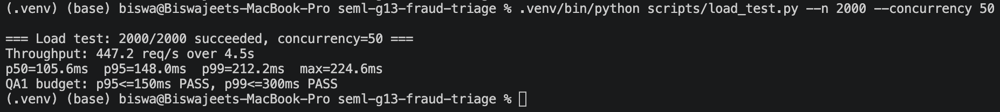 (.venv) (base) biswa@Biswajeets-MacBook-Pro seml-g13-fraud-triage % .venv/bin/python scripts/load_test.py --n 2000 --concurrency 50
=== Load test: 2000/2000 succeeded, concurrency=50 ===
Throughput: 447.2 req/s over 4.5s
p50=105.6ms  p95=148.0ms  p99=212.2ms  max=224.6ms
QA1 budget: p95<=150ms PASS, p99<=300ms PASS
(.venv) (base) biswa@Biswajeets-MacBook-Pro seml-g13-fraud-triage %